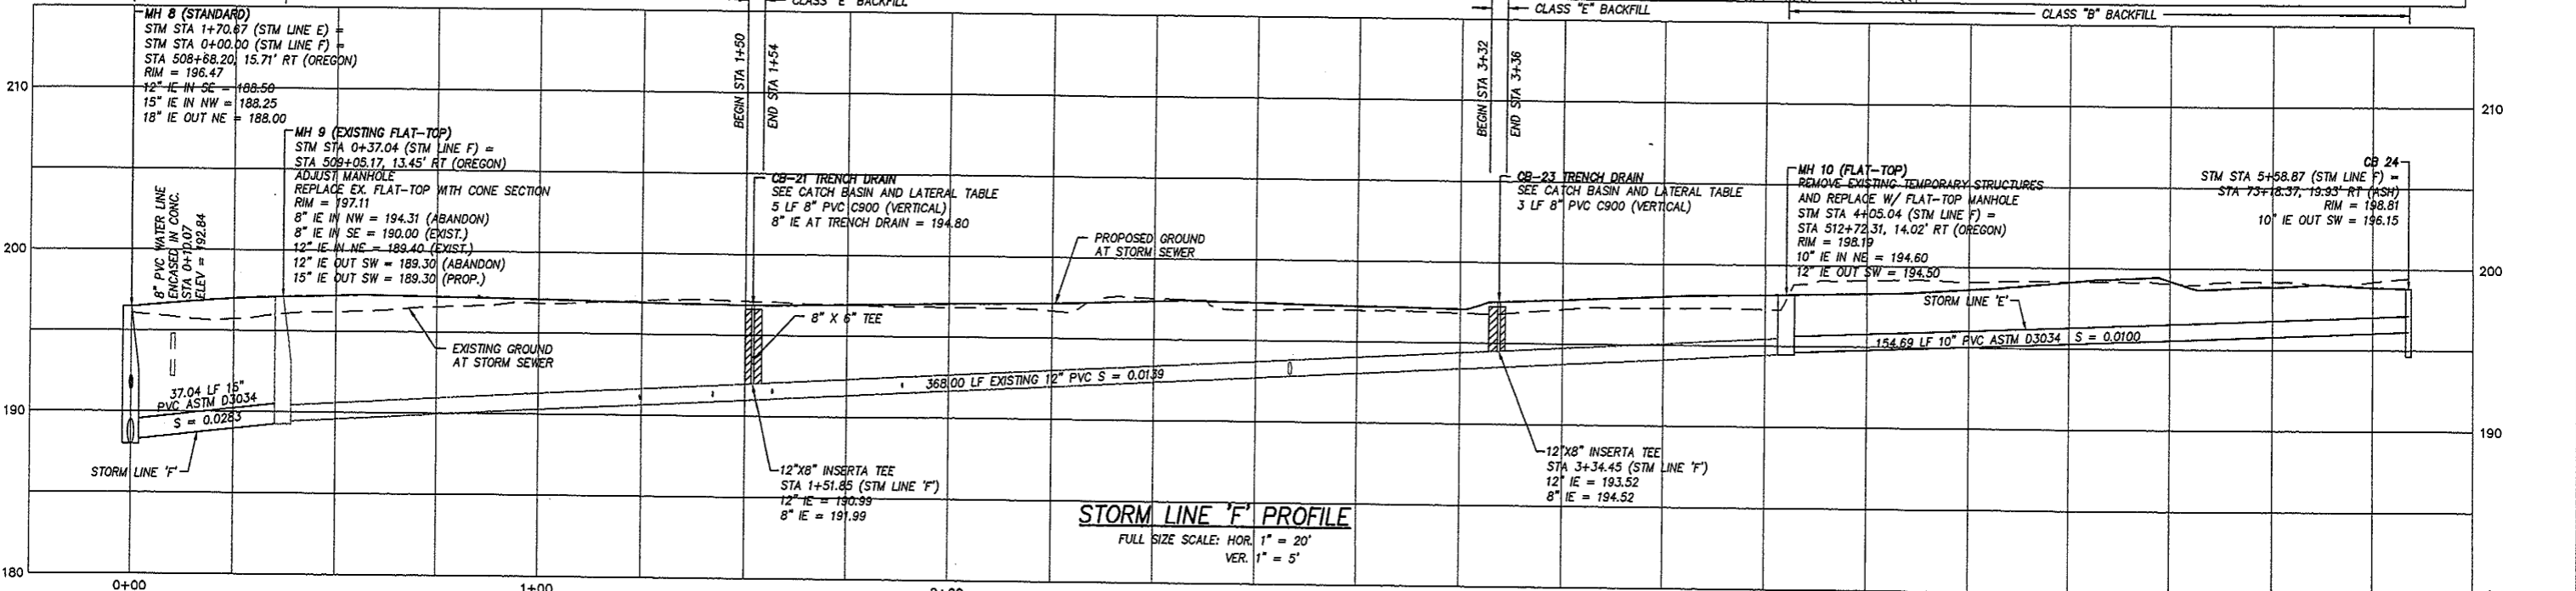 CLASS "E" BACKFILL
CLASS "E" BACKFILL
CLASS "B" BACKFILL
MH 8 (STANDARD)
STM STA 1+70.67 (STM LINE E) =
STM STA 0+00.00 (STM LINE F) =
STA 508+68.20, 15.71' RT (OREGON)
RIM = 196.47
12" IE IN SE = 188.50
15" IE IN NW = 188.25
18" IE OUT NE = 188.00
MH 9 (EXISTING FLAT-TOP)
STM STA 0+37.04 (STM LINE F) =
STA 509+05.17, 13.45' RT (OREGON)
ADJUST MANHOLE
REPLACE EX. FLAT-TOP WITH CONE SECTION
RIM = 197.11
8" IE IN NW = 194.31 (ABANDON)
8" IE IN SE = 190.00 (EXIST.)
12" IE IN NE = 189.40 (EXIST.)
12" IE OUT SW = 189.30 (ABANDON)
15" IE OUT SW = 189.30 (PROP.)
8" PVC WATER LINE
ENCASED IN CONC.
STA 0+10.07
ELEV = 192.84
BEGIN STA 1+50
END STA 1+54
CB-21 TRENCH DRAIN
SEE CATCH BASIN AND LATERAL TABLE
5 LF 8" PVC C900 (VERTICAL)
8" IE AT TRENCH DRAIN = 194.80
PROPOSED GROUND
AT STORM SEWER
BEGIN STA 3+32
END STA 3+36
CB-23 TRENCH DRAIN
SEE CATCH BASIN AND LATERAL TABLE
3 LF 8" PVC C900 (VERTICAL)
MH 10 (FLAT-TOP)
REMOVE EXISTING TEMPORARY STRUCTURES
AND REPLACE W/ FLAT-TOP MANHOLE
STM STA 4+05.04 (STM LINE F) =
STA 512+72.31, 14.02' RT (OREGON)
RIM = 198.19
10" IE IN NE = 194.60
12" IE OUT SW = 194.50
CB 24
STM STA 5+58.87 (STM LINE F) =
STA 73+18.37, 19.93' RT (ASH)
RIM = 198.81
10" IE OUT SW = 196.15
210
210
200
200
190
190
180
8" X 6" TEE
EXISTING GROUND
AT STORM SEWER
STORM LINE 'E'
154.69 LF 10" PVC ASTM D3034 S = 0.0100
368.00 LF EXISTING 12" PVC S = 0.0139
37.04 LF 15"
PVC ASTM D3034
S = 0.0283
STORM LINE 'F'
12"X8" INSERTA TEE
STA 1+51.85 (STM LINE 'F')
12" IE = 190.99
8" IE = 191.99
12"X8" INSERTA TEE
STA 3+34.45 (STM LINE 'F')
12" IE = 193.52
8" IE = 194.52
STORM LINE 'F' PROFILE
FULL SIZE SCALE: HOR. 1" = 20'
VER. 1" = 5'
0+00
1+00